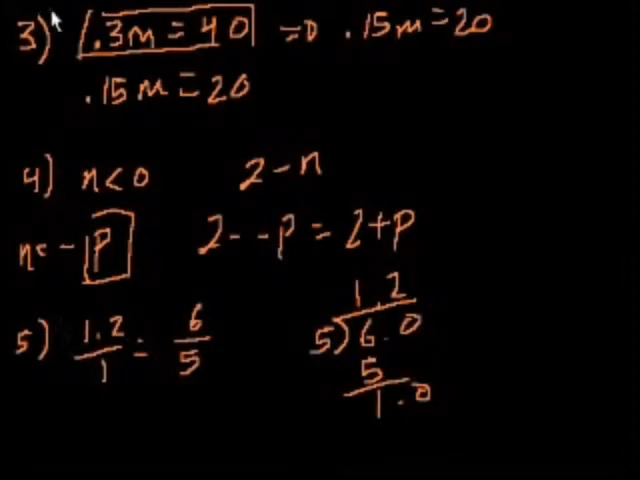 3) .3m = 40 ⇒ .15m = 20
.15m = 20
4) n < 0 2 - n
n = - p 2 - - p = 2 + p
5) 1.2/1 = 6/5
1.2
5)6.0
5
1.0